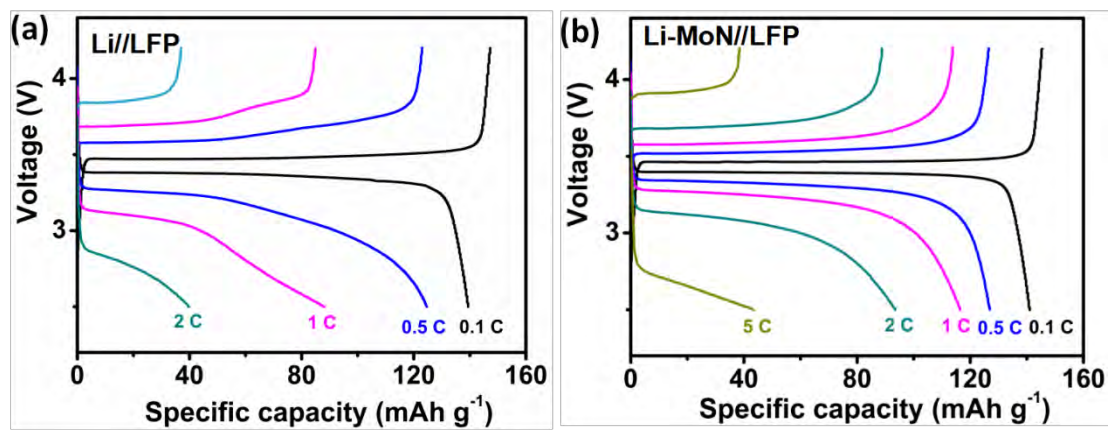 (a)
Li//LFP
Voltage (V)
4
3
2 C
1 C
0.5 C
0.1 C
0
40
80
120
160
Specific capacity (mAh g⁻¹)
(b)
Li-MoN//LFP
Voltage (V)
4
3
5 C
2 C
1 C
0.5 C
0.1 C
0
40
80
120
160
Specific capacity (mAh g⁻¹)